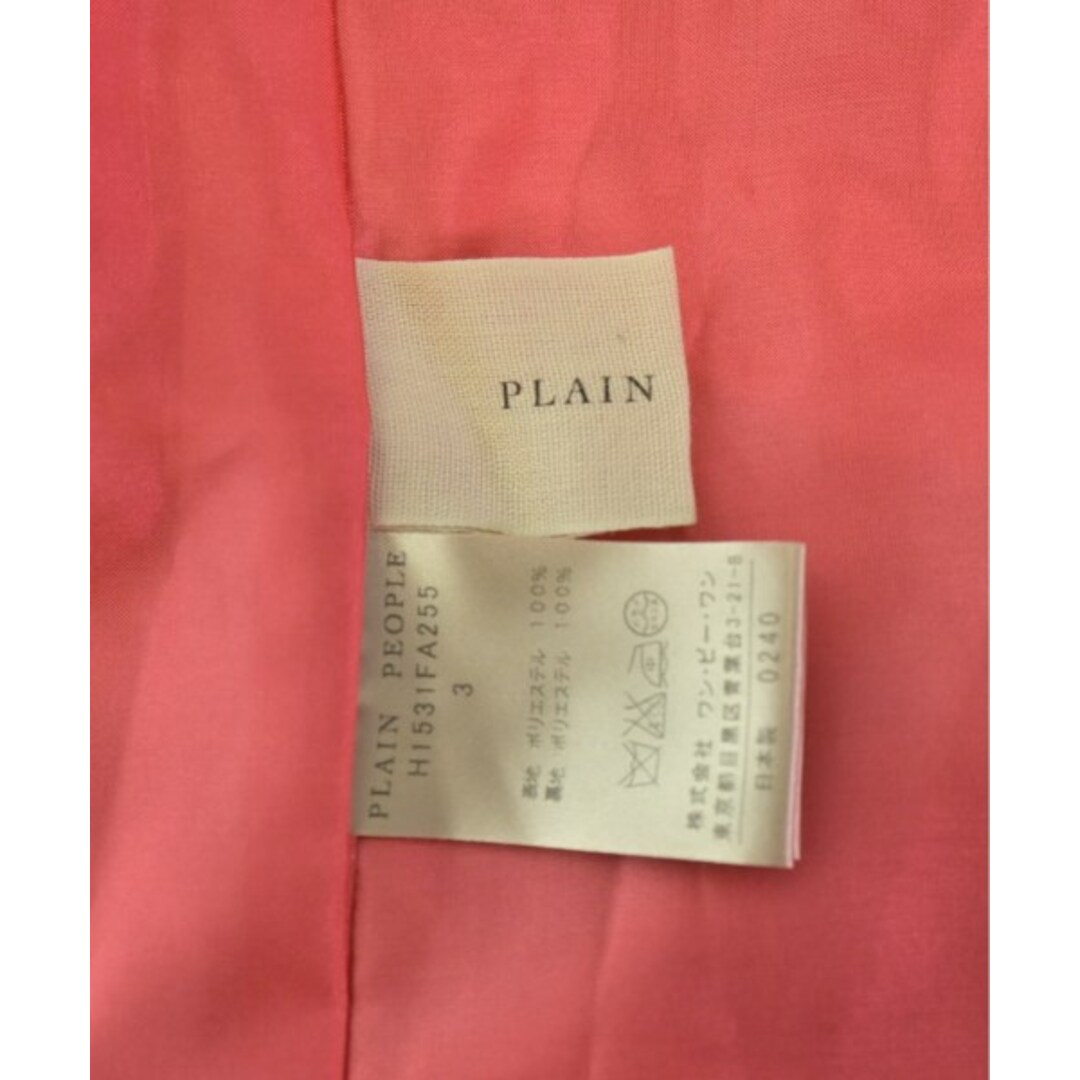 PLAIN
PLAIN PEOPLE
H1531FA255
3
表地 ポリエステル 100%
裏地 ポリエステル 100%
株式会社 ワン・ビー・ワン
東京都目黒区青葉台3-21-8
日本製 0240